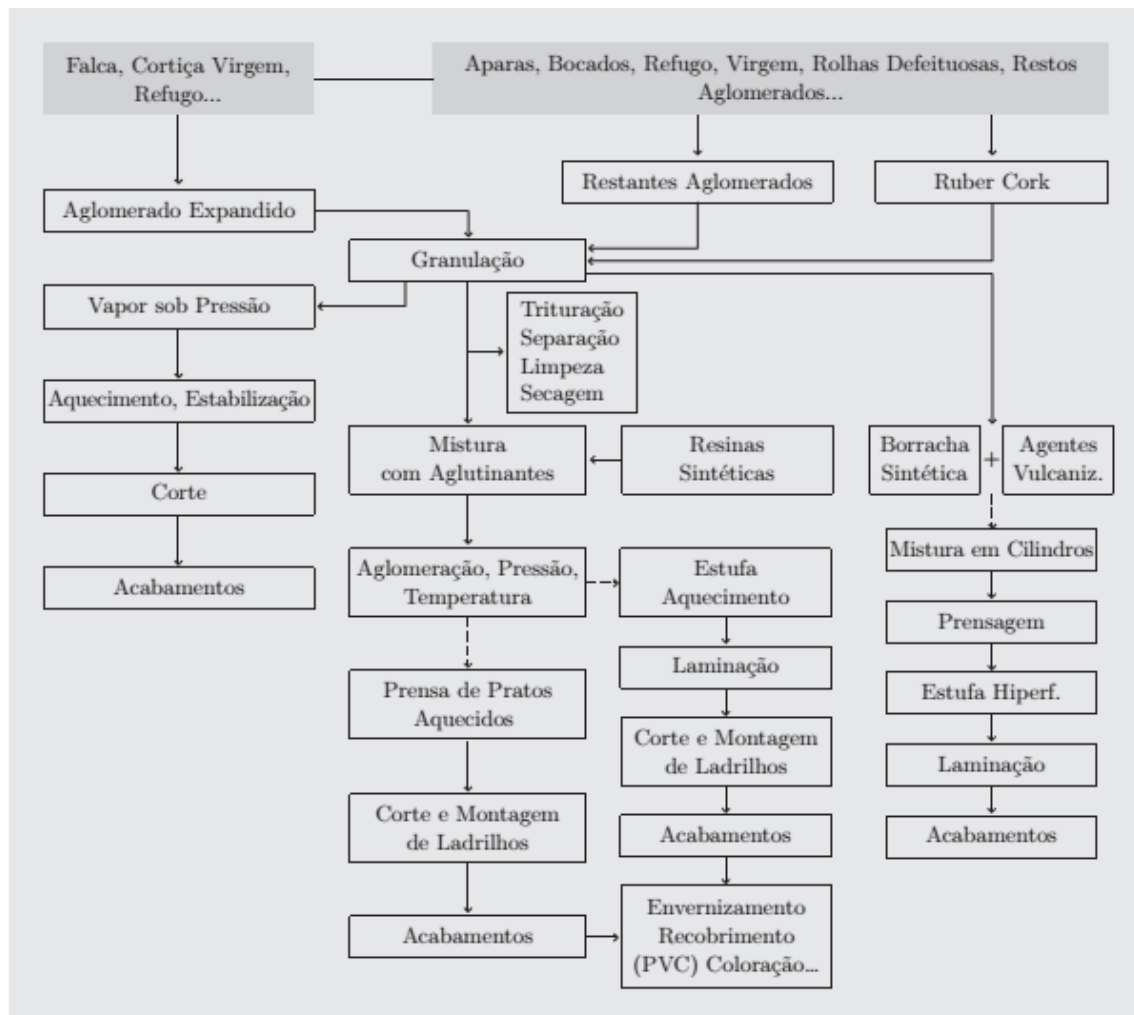 Falca, Cortiça Virgem,
Refugo...
Aparas, Bocados, Refugo, Virgem, Rolhas Defeituosas, Restos
Aglomerados...
Restantes Aglomerados
Ruber Cork
Aglomerado Expandido
Granulação
Vapor sob Pressão
Trituração
Separação
Limpeza
Secagem
Aquecimento, Estabilização
Mistura
com Aglutinantes
Resinas
Sintéticas
Borracha
Sintética
+
Agentes
Vulcaniz.
Corte
Mistura em Cilindros
Aglomeração, Pressão,
Temperatura
Estufa
Aquecimento
Acabamentos
Prensagem
Laminação
Prensa de Pratos
Aquecidos
Estufa Hiperf.
Corte e Montagem
de Ladrilhos
Laminação
Corte e Montagem
de Ladrilhos
Acabamentos
Acabamentos
Acabamentos
Envernizamento
Recobrimento
(PVC) Coloração...